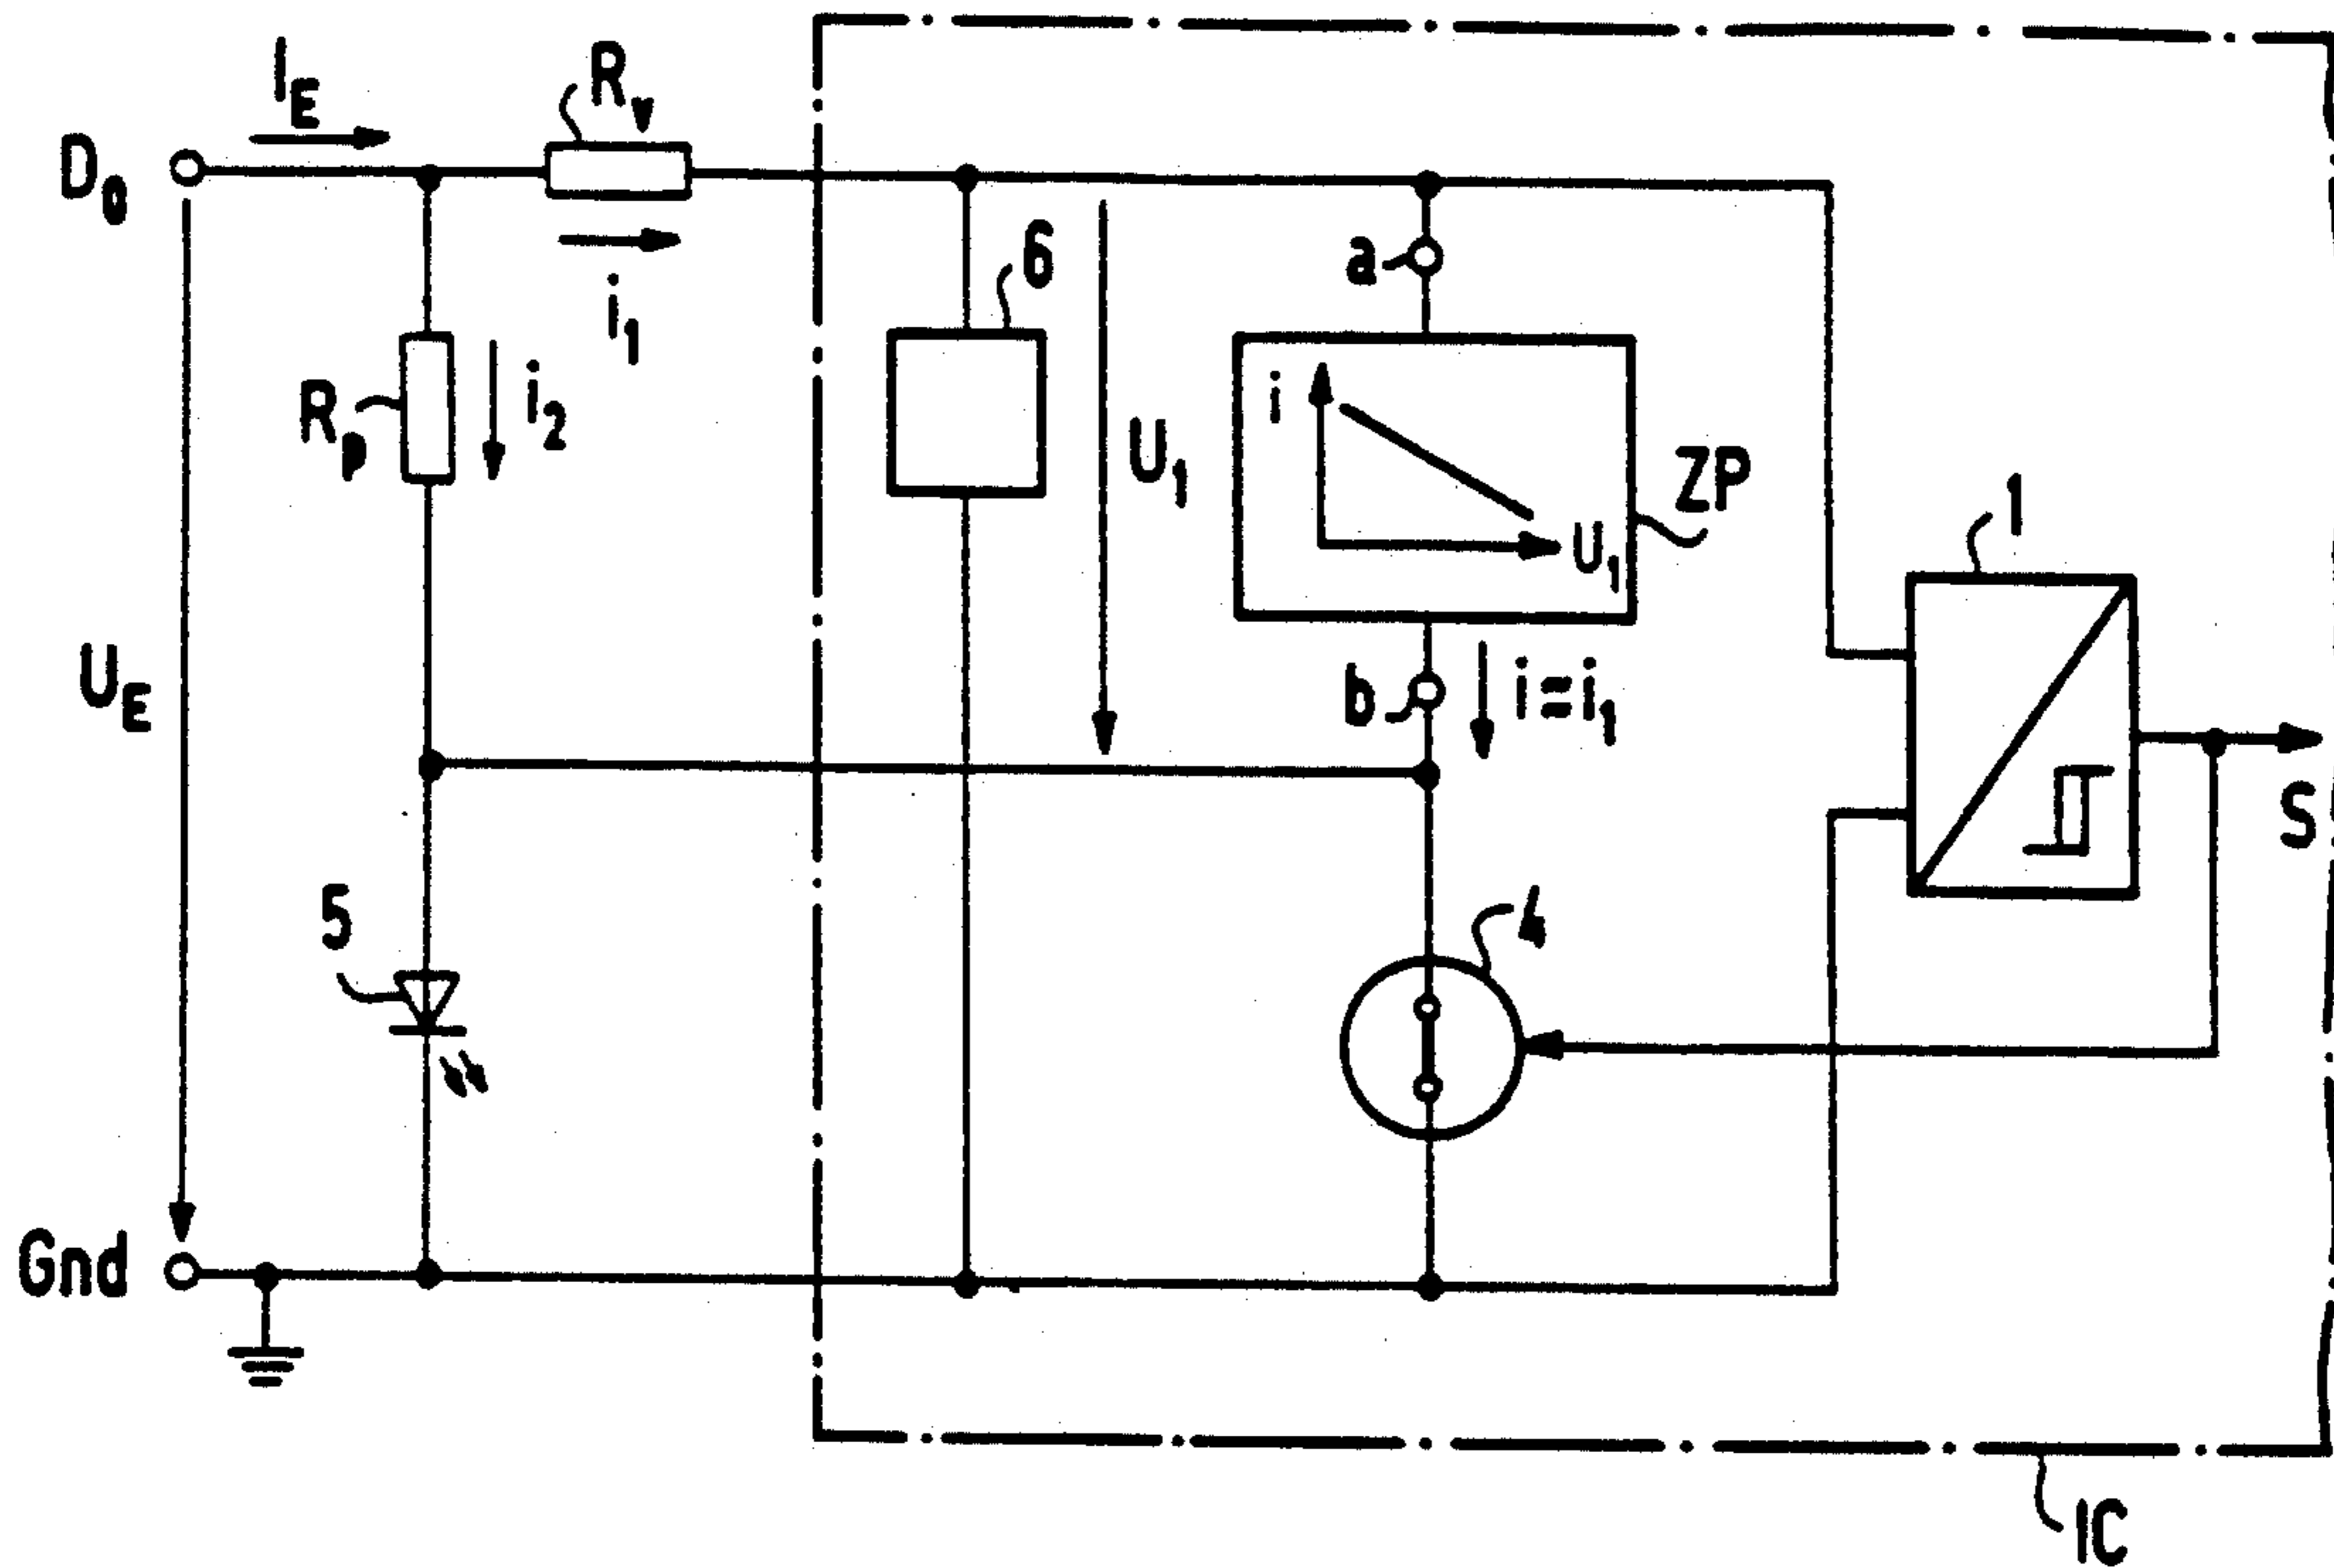 I_E
R_v
D_0
i_1
6
a
R_p
i_2
U_1
i
U_1
ZP
1
U_E
b
i=i_1
S
5
4
Gnd
IC